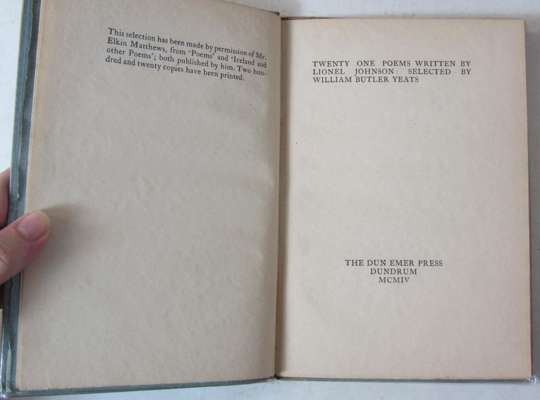 This selection has been made by permission of Mr.
Elkin Matthews, from 'Poems' and 'Ireland and
other Poems'; both published by him. Two hun-
dred and twenty copies have been printed.
TWENTY ONE POEMS WRITTEN BY
LIONEL JOHNSON: SELECTED BY
WILLIAM BUTLER YEATS
THE DUN EMER PRESS
DUNDRUM
MCMIV